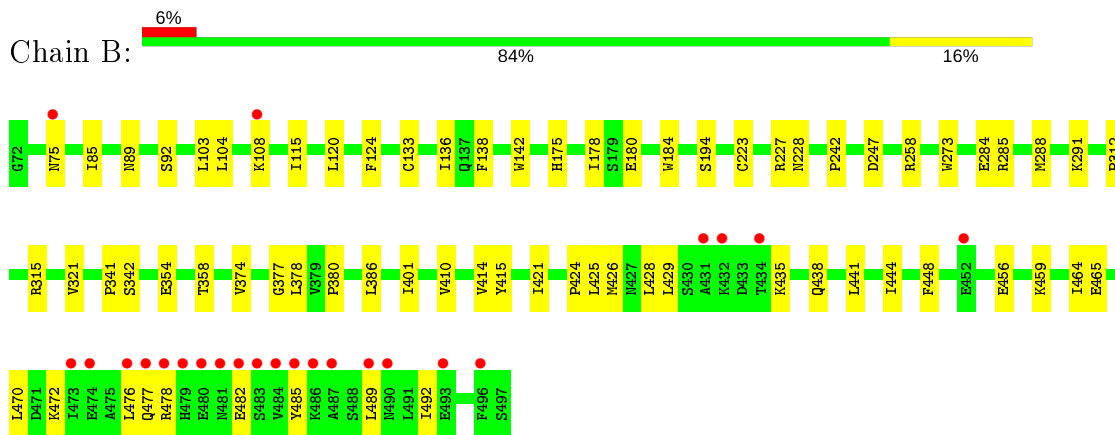 6%
Chain B:
84% 16%
G72 N75 I85 N89 S92 L103 L104 K108 I115 L120 F124 C133 I136 Q137 F138 W142 H175 I178 S179 E180 W184 S194 C223 R227 N228 P242 D247 R258 W273 E284 R285 M288 K291
R315 V321 P341 S342 E354 T358 V374 G377 L378 V379 P380 L386 I401 V410 V414 Y415 I421 P424 L425 M426 N427 L428 L429 S430 A431 K432 D433 T434 K435 Q438 L441 I444 F448 E452 E456 K459 I464 E465
L470 D471 K472 I473 E474 A475 L476 Q477 R478 H479 E480 N481 E482 S483 V484 Y485 K486 A487 S488 L489 N490 L491 I492 E493 F496 S497